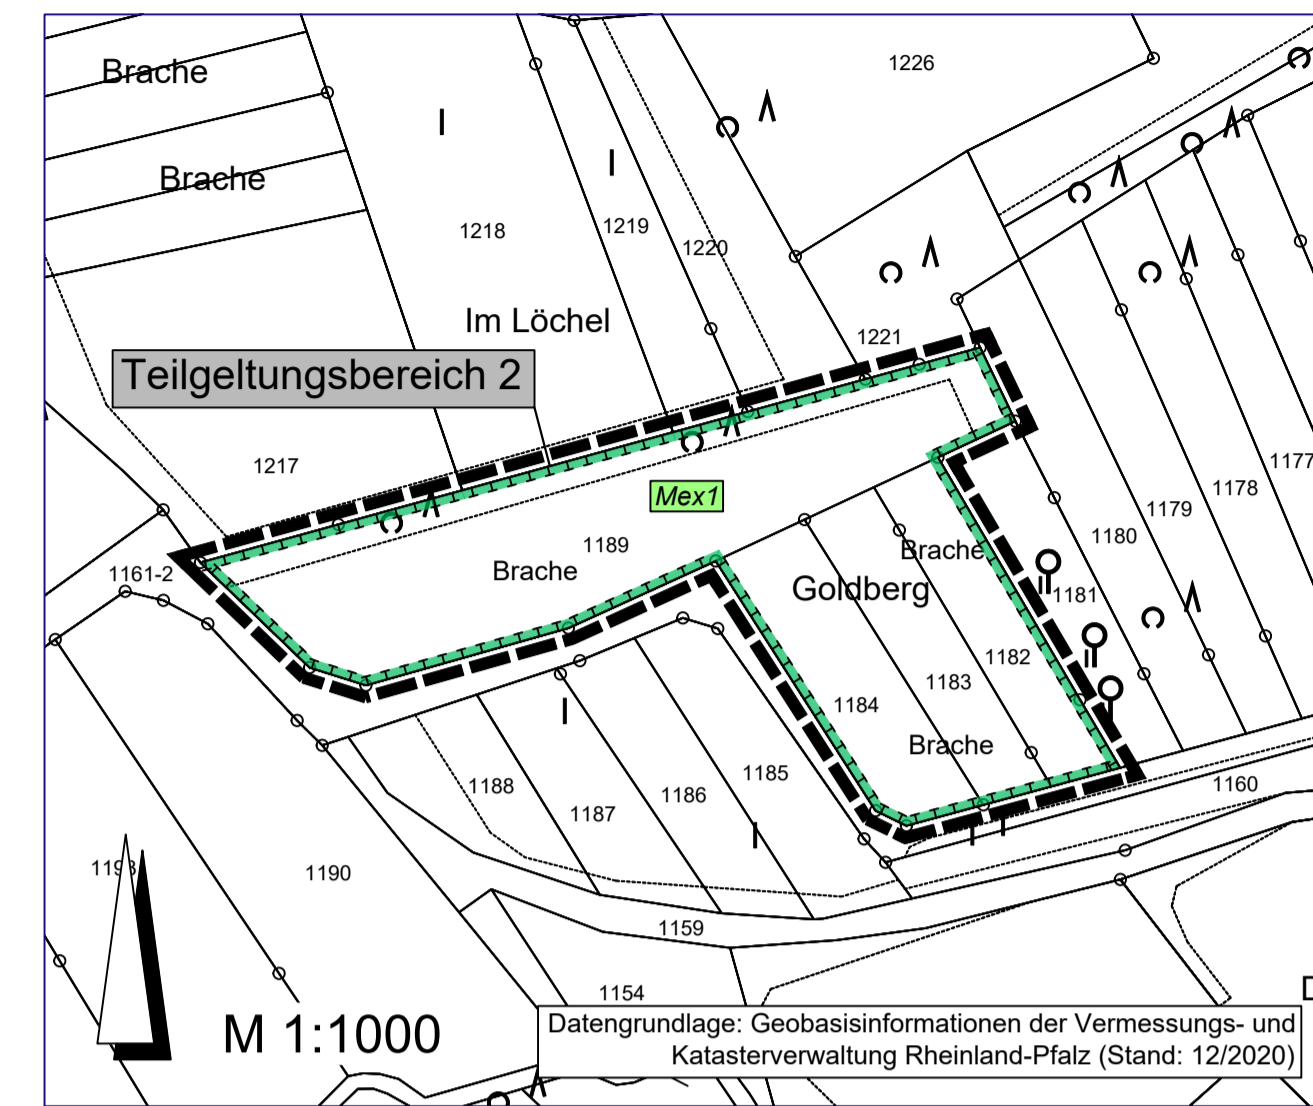 Brache
1226
Brache
1218
1219
1220
Im Löchel
1221
Teilgeltungsbereich 2
1217
1177
1178
Mex1
1179
1180
1189
Brache
1161-2
Brache
Goldberg
1181
1182
1183
1184
Brache
1185
1160
1188
1186
1187
1193
1190
1159
1154
D
M 1:1000
Datengrundlage: Geobasisinformationen der Vermessungs- und
Katasterverwaltung Rheinland-Pfalz (Stand: 12/2020)